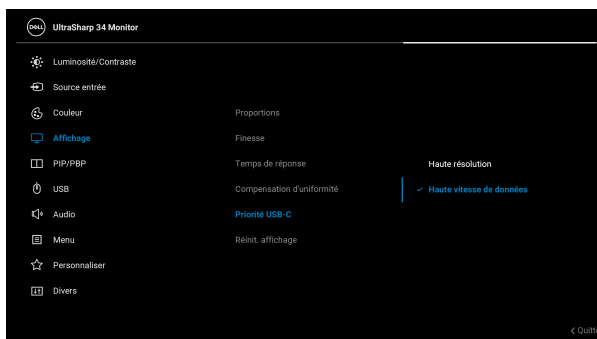 DELL UltraSharp 34 Monitor
Luminosité/Contraste
Source entrée
Couleur
Affichage
PIP/PBP
USB
Audio
Menu
Personnaliser
Divers
Proportions
Finesse
Temps de réponse
Compensation d'uniformité
Priorité USB-C
Réinit. affichage
Haute résolution
Haute vitesse de données